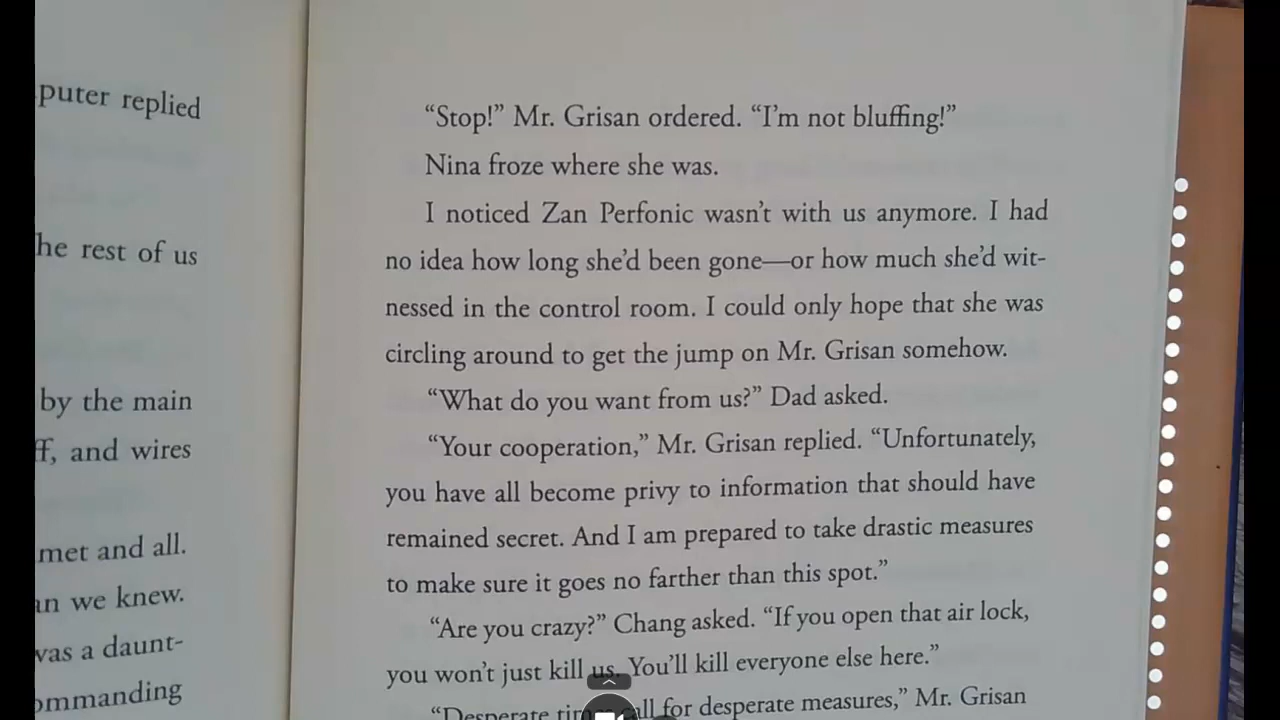 puter replied
he rest of us
by the main
ff, and wires
met and all.
an we knew.
was a daunt-
ommanding
“Stop!” Mr. Grisan ordered. “I’m not bluffing!”
Nina froze where she was.
I noticed Zan Perfonic wasn’t with us anymore. I had
no idea how long she’d been gone—or how much she’d wit-
nessed in the control room. I could only hope that she was
circling around to get the jump on Mr. Grisan somehow.
“What do you want from us?” Dad asked.
“Your cooperation,” Mr. Grisan replied. “Unfortunately,
you have all become privy to information that should have
remained secret. And I am prepared to take drastic measures
to make sure it goes no farther than this spot.”
“Are you crazy?” Chang asked. “If you open that air lock,
you won’t just kill us. You’ll kill everyone else here.”
“Desperate times call for desperate measures,” Mr. Grisan